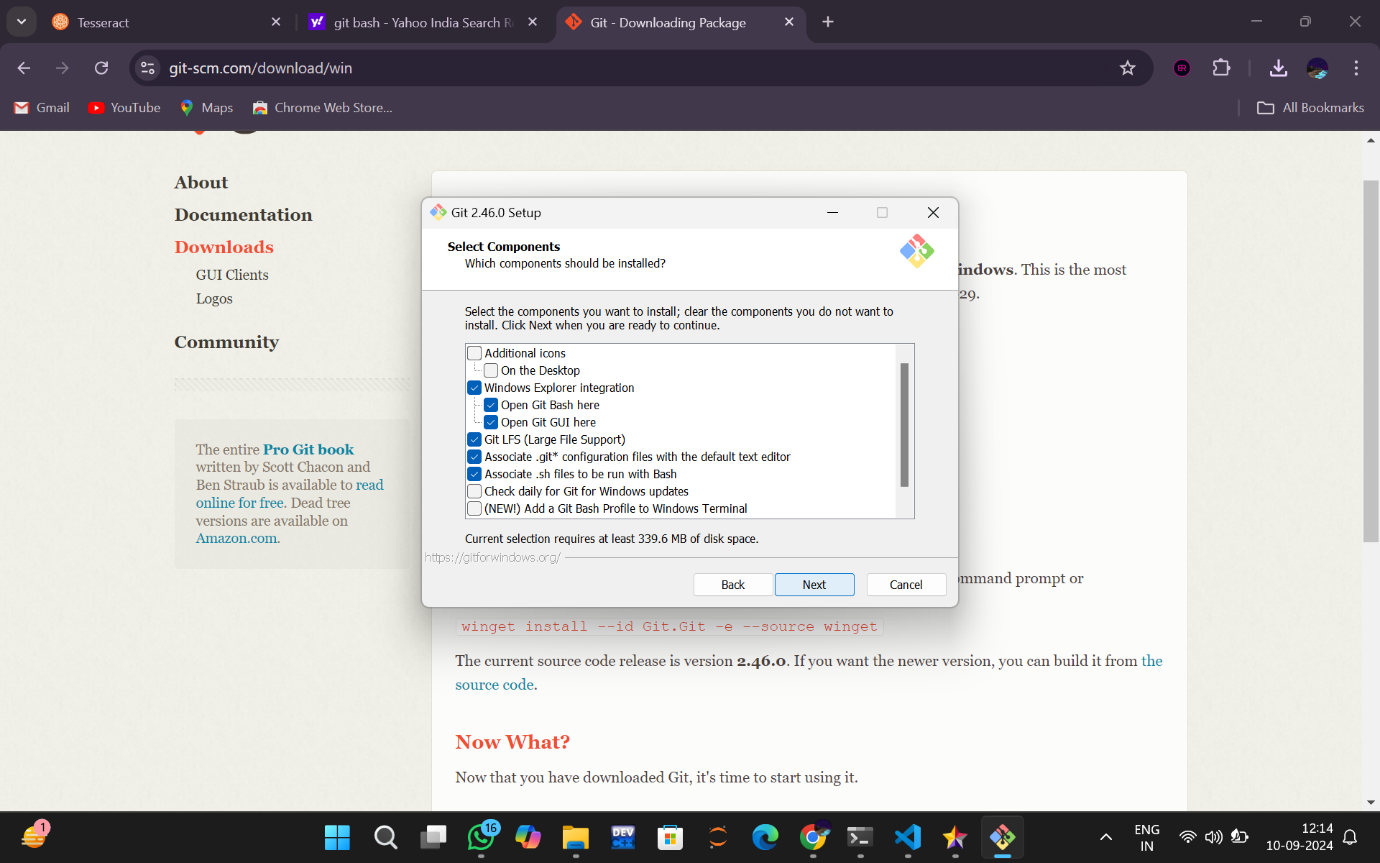 Tesseract
git bash - Yahoo India Search R
Git - Downloading Package
git-scm.com/download/win
Gmail
YouTube
Maps
Chrome Web Store...
All Bookmarks
About
Documentation
Downloads
GUI Clients
Logos
Community
The entire Pro Git book
written by Scott Chacon and
Ben Straub is available to read
online for free. Dead tree
versions are available on
Amazon.com.
indows. This is the most
29.
Git 2.46.0 Setup
Select Components
Which components should be installed?
Select the components you want to install; clear the components you do not want to
install. Click Next when you are ready to continue.
Additional icons
On the Desktop
Windows Explorer integration
Open Git Bash here
Open Git GUI here
Git LFS (Large File Support)
Associate .git* configuration files with the default text editor
Associate .sh files to be run with Bash
Check daily for Git for Windows updates
(NEW!) Add a Git Bash Profile to Windows Terminal
Current selection requires at least 339.6 MB of disk space.
https://gitforwindows.org/
Back
Next
Cancel
mmand prompt or
winget install --id Git.Git -e --source winget
The current source code release is version 2.46.0. If you want the newer version, you can build it from the
source code.
Now What?
Now that you have downloaded Git, it's time to start using it.
1
16
DEV
ENG
IN
12:14
10-09-2024